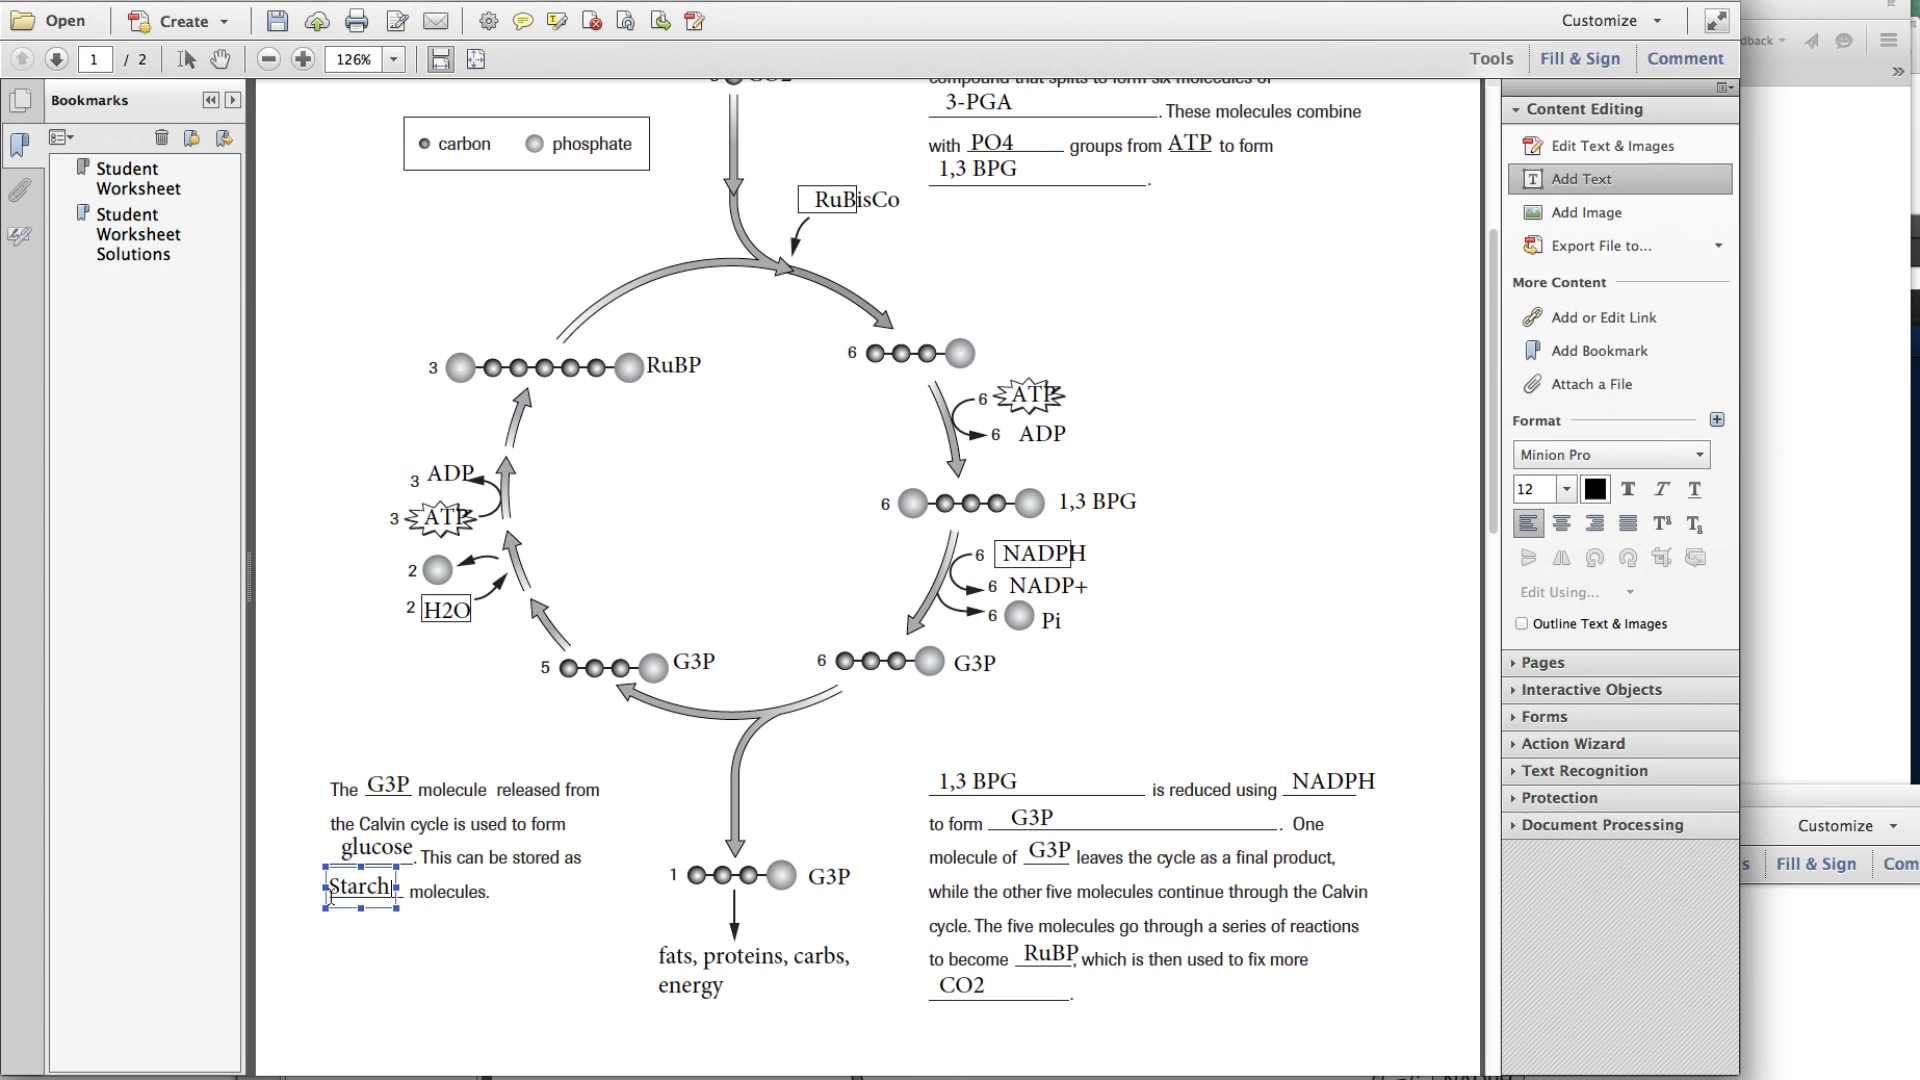 Open
Create
Customize
1 / 2
126%
Tools
Fill & Sign
Comment
Bookmarks
Student
Worksheet
Student
Worksheet
Solutions
carbon phosphate
compound that splits to form six molecules of
3-PGA. These molecules combine
with PO4 groups from ATP to form
1,3 BPG.
RuBisCo
3 RuBP
6
6 ATP
6 ADP
3 ADP
3 ATP
6 1,3 BPG
6 NADPH
6 NADP+
6 Pi
2
2 H2O
5 G3P
6 G3P
The G3P molecule released from
the Calvin cycle is used to form
glucose. This can be stored as
Starch molecules.
1 G3P
fats, proteins, carbs,
energy
1,3 BPG is reduced using NADPH
to form G3P. One
molecule of G3P leaves the cycle as a final product,
while the other five molecules continue through the Calvin
cycle. The five molecules go through a series of reactions
to become RuBP, which is then used to fix more
CO2.
Content Editing
Edit Text & Images
Add Text
Add Image
Export File to...
More Content
Add or Edit Link
Add Bookmark
Attach a File
Format
Minion Pro
12
Edit Using...
Outline Text & Images
Pages
Interactive Objects
Forms
Action Wizard
Text Recognition
Protection
Document Processing
Customize
Fill & Sign
Com